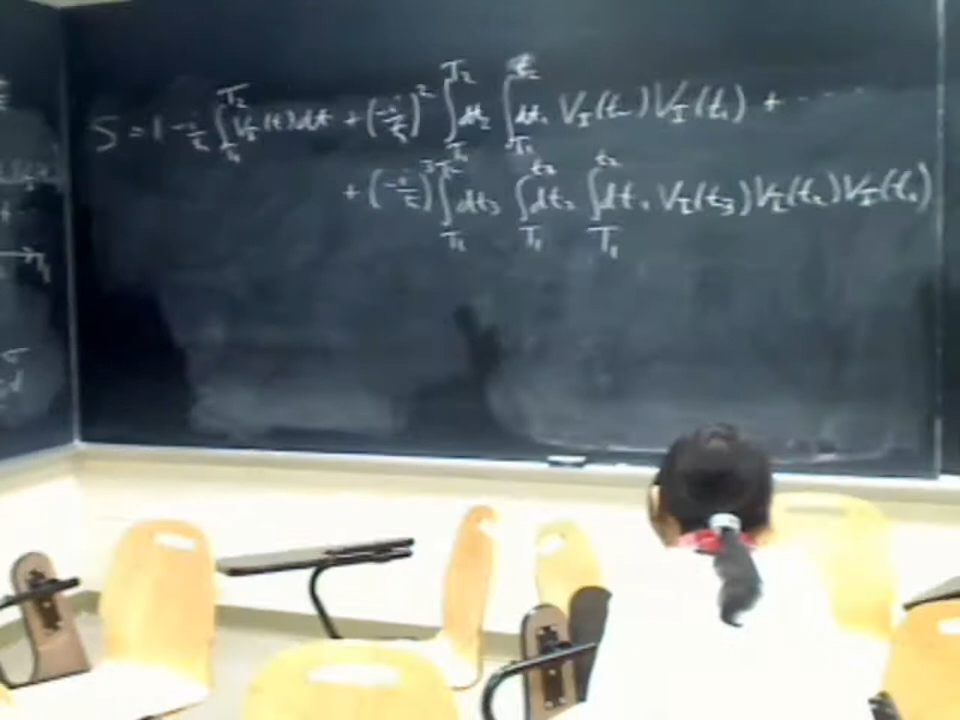 S = 1 - i/ħ ∫_{T₁}^{T₂} V_I(t) dt + (-i/ħ)² ∫_{T₁}^{T₂} dt₂ ∫_{T₁}^{t₂} dt₁ V_I(t₂) V_I(t₁) + ....
+ (-i/ħ)³ ∫_{T₁}^{T₂} dt₃ ∫_{T₁}^{t₃} dt₂ ∫_{T₁}^{t₂} dt₁ V_I(t₃) V_I(t₂) V_I(t₁)